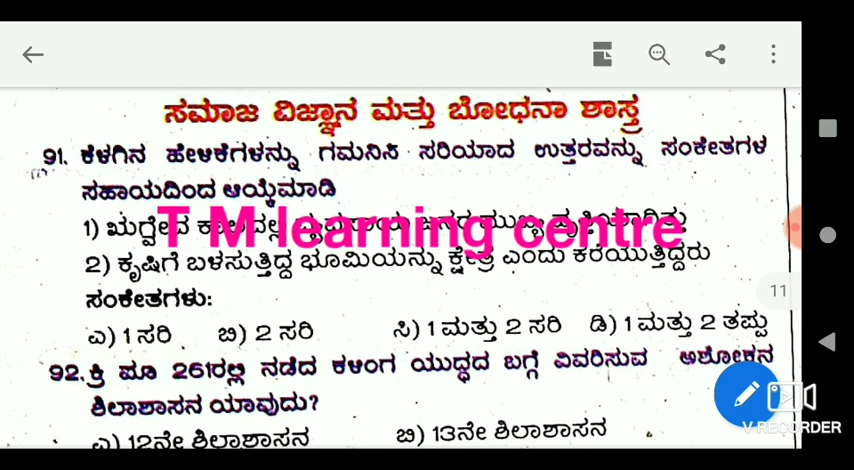 ಸಮಾಜ ವಿಜ್ಞಾನ ಮತ್ತು ಬೋಧನಾ ಶಾಸ್ತ್ರ
91. ಕೆಳಗಿನ ಹೇಳಿಕೆಗಳನ್ನು ಗಮನಿಸಿ ಸರಿಯಾದ ಉತ್ತರವನ್ನು ಸಂಕೇತಗಳ
ಸಹಾಯದಿಂದ ಆಯ್ಕೆಮಾಡಿ
1) ಋಗ್ವೇದ
T M learning centre
2) ಕೃಷಿಗೆ ಬಳಸುತ್ತಿದ್ದ ಭೂಮಿಯನ್ನು ಕ್ಷೇತ್ರ ಎಂದು ಕರೆಯುತ್ತಿದ್ದರು
ಸಂಕೇತಗಳು:
11
ಎ) 1 ಸರಿ ಬಿ) 2 ಸರಿ ಸಿ) 1 ಮತ್ತು 2 ಸರಿ ಡಿ) 1 ಮತ್ತು 2 ತಪ್ಪು
92. ಕ್ರಿ ಪೂ 261ರಲ್ಲಿ ನಡೆದ ಕಳಿಂಗ ಯುದ್ಧದ ಬಗ್ಗೆ ವಿವರಿಸುವ ಅಶೋಕನ
ಶಿಲಾಶಾಸನ ಯಾವುದು?
V RECORDER
ಎ) 12ನೇ ಶಿಲಾಶಾಸನ ಬಿ) 13ನೇ ಶಿಲಾಶಾಸನ